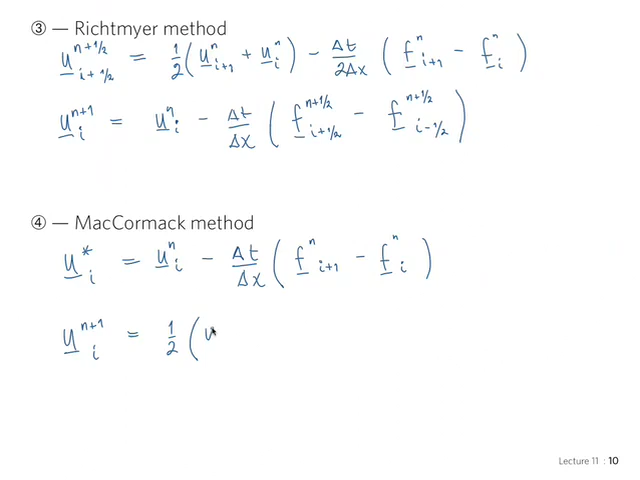 ③ — Richtmyer method
u^{n+1/2}_{i+1/2} = 1/2 (u^n_{i+1} + u^n_i) − Δt/2Δx (f^n_{i+1} − f^n_i)
u^{n+1}_i = u^n_i − Δt/Δx (f^{n+1/2}_{i+1/2} − f^{n+1/2}_{i−1/2})
④ — MacCormack method
u^*_i = u^n_i − Δt/Δx (f^n_{i+1} − f^n_i)
u^{n+1}_i = 1/2 (u
Lecture 11 : 10